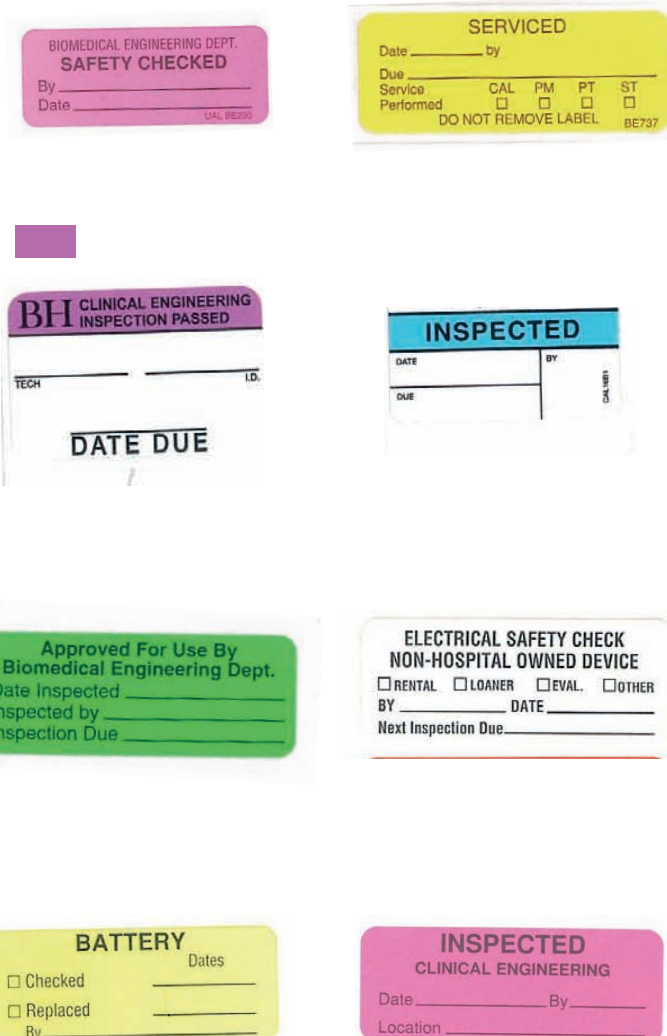 BIOMEDICAL ENGINEERING DEPT.
SAFETY CHECKED
By
Date
UAL BE290
SERVICED
Date by
Due
Service CAL PM PT ST
Performed
DO NOT REMOVE LABEL BE737
BH CLINICAL ENGINEERING
INSPECTION PASSED
TECH I.D.
DATE DUE
INSPECTED
DATE BY
DUE
Approved For Use By
Biomedical Engineering Dept.
Date Inspected
Inspected by
Inspection Due
ELECTRICAL SAFETY CHECK
NON-HOSPITAL OWNED DEVICE
RENTAL LOANER EVAL. OTHER
BY DATE
Next Inspection Due
BATTERY
Dates
Checked
Replaced
By
INSPECTED
CLINICAL ENGINEERING
Date By
Location